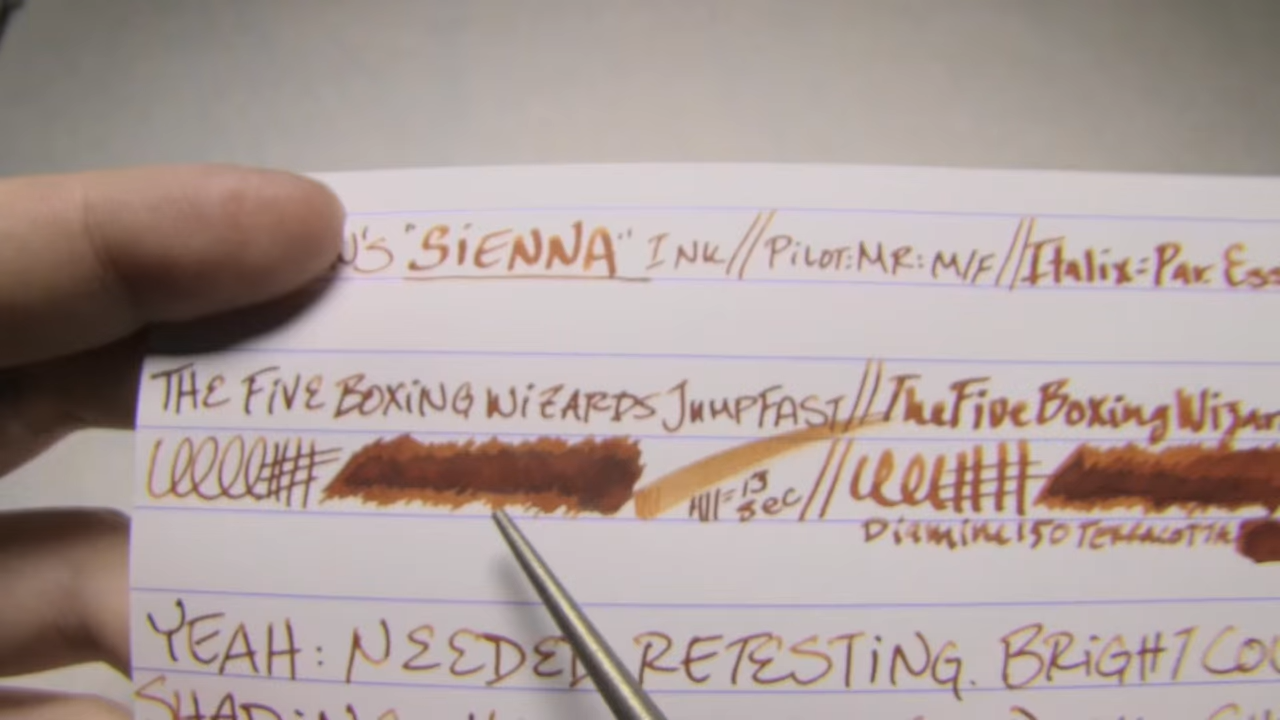 N'S "SiENNA" INK // PiLOT:MR:M/F // Italix=Par. Ess
THE FiVE BOXiNG WiZARDS JUMP FAST // The Five Boxing Wizar
= 13 sec //
Diamine 150 TERRACOTTA
YEAH: NEEDED RETESTiNG. BRiGHT CO
SHADiNG